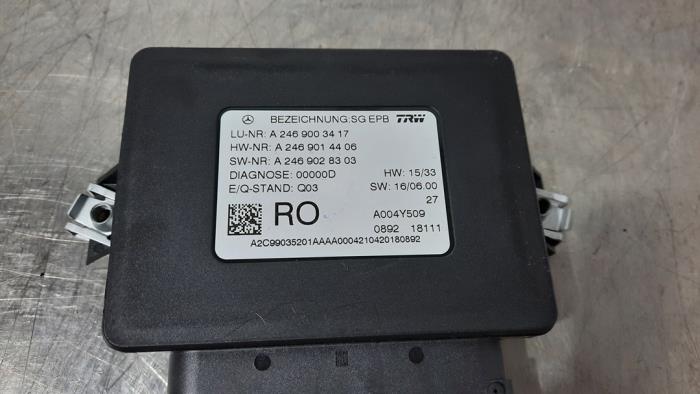 BEZEICHNUNG:SG EPB TRW
LU-NR: A 246 900 34 17
HW-NR: A 246 901 44 06
SW-NR: A 246 902 83 03
DIAGNOSE: 00000D HW: 15/33
E/Q-STAND: Q03 SW: 16/06.00
27
RO A004Y509
0892 18111
A2C99035201AAAA0004210420180892